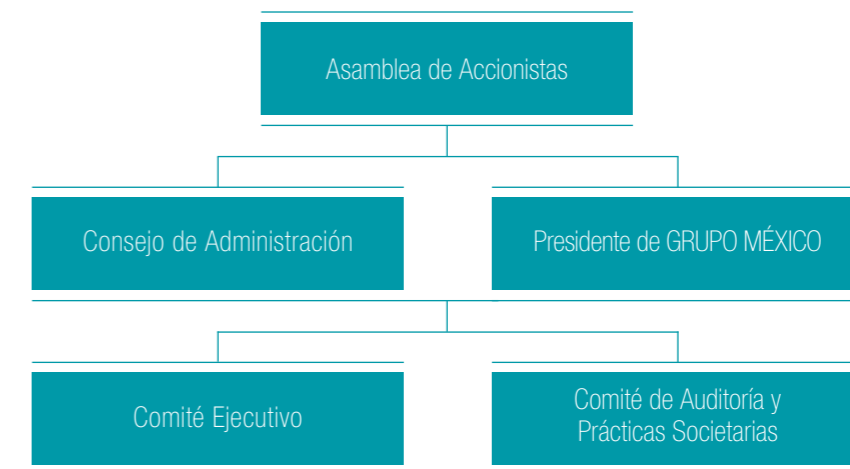 Asamblea de Accionistas
Consejo de Administración
Presidente de GRUPO MÉXICO
Comité Ejecutivo
Comité de Auditoría y
Prácticas Societarias